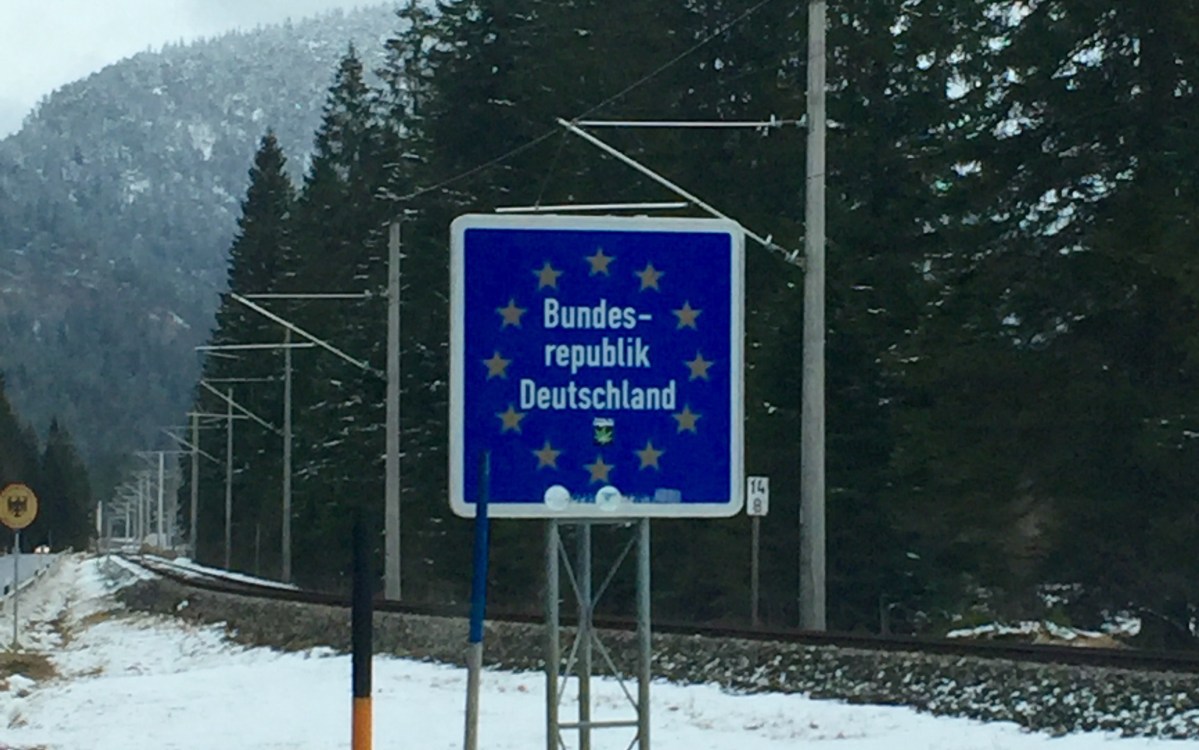 Bundes-
republik
Deutschland
14
8